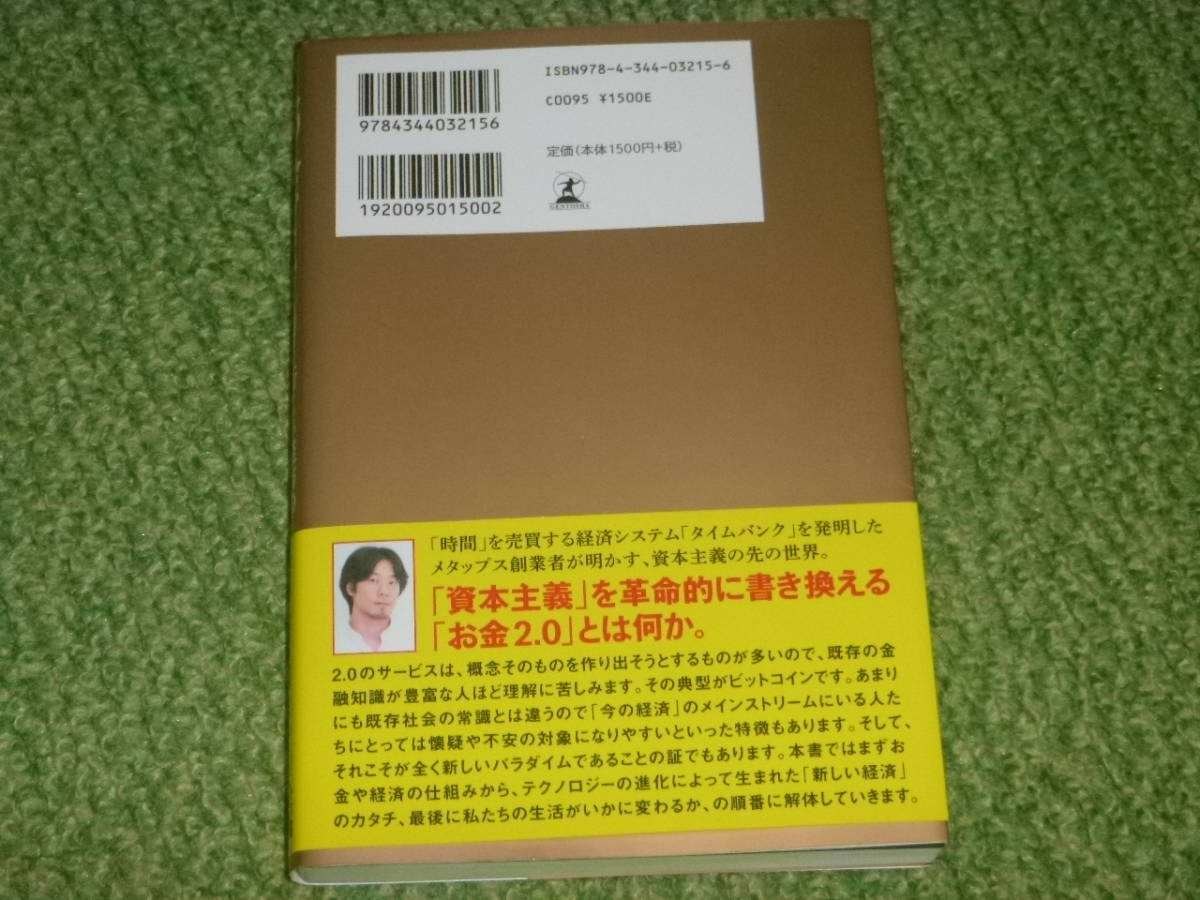 ISBN978-4-344-03215-6
C0095 ¥1500E
9784344032156
定価(本体1500円+税)
1920095015002
GENTOSHA
「時間」を売買する経済システム「タイムバンク」を発明した
メタップス創業者が明かす、資本主義の先の世界。
「資本主義」を革命的に書き換える
「お金2.0」とは何か。
2.0のサービスは、概念そのものを作り出そうとするものが多いので、既存の金
融知識が豊富な人ほど理解に苦しみます。その典型がビットコインです。あまり
にも既存社会の常識とは違うので「今の経済」のメインストリームにいる人た
ちにとっては懐疑や不安の対象になりやすいといった特徴もあります。そして、
それこそが全く新しいパラダイムであることの証でもあります。本書ではまずお
金や経済の仕組みから、テクノロジーの進化によって生まれた「新しい経済」
のカタチ、最後に私たちの生活がいかに変わるか、の順番に解体していきます。